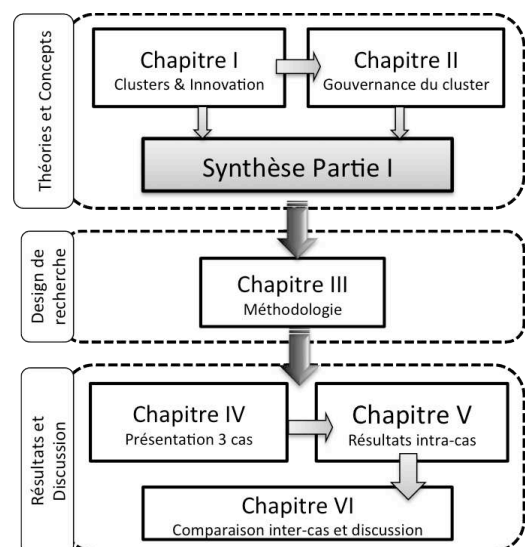 Théories et Concepts
Chapitre I
Clusters & Innovation
Chapitre II
Gouvernance du cluster
Synthèse Partie I
Design de
recherche
Chapitre III
Méthodologie
Résultats et
Discussion
Chapitre IV
Présentation 3 cas
Chapitre V
Résultats intra-cas
Chapitre VI
Comparaison inter-cas et discussion